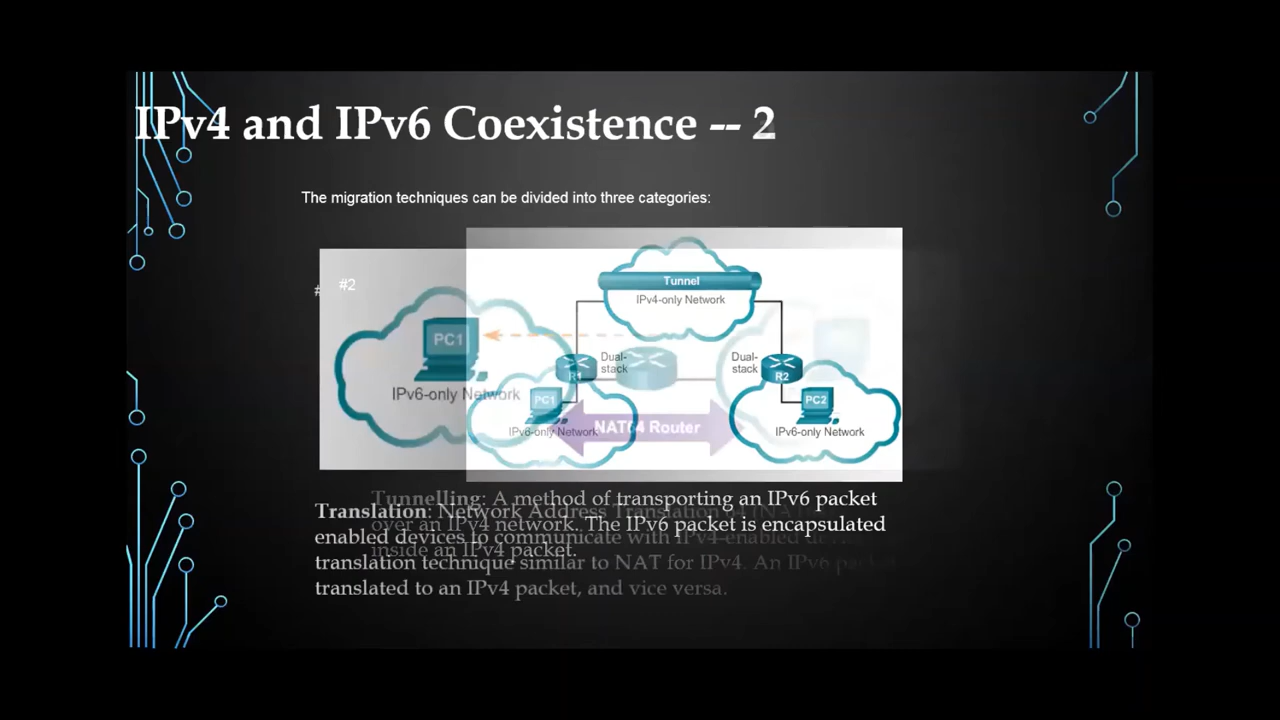 IPv4 and IPv6 Coexistence -- 2
The migration techniques can be divided into three categories:
#
#2
Tunnel
IPv4-only Network
PC1
IPv6-only Network
Dual-
stack
R1
Dual-
stack
R2
PC1
IPv6-only Network
NAT64 Router
PC2
IPv6-only Network
Tunnelling: A method of transporting an IPv6 packet
over an IPv4 network. The IPv6 packet is encapsulated
inside an IPv4 packet.
Translation: Network Address Translation 64 (NAT
enabled devices to communicate with IPv4-enabled
translation technique similar to NAT for IPv4. An IPv6
translated to an IPv4 packet, and vice versa.